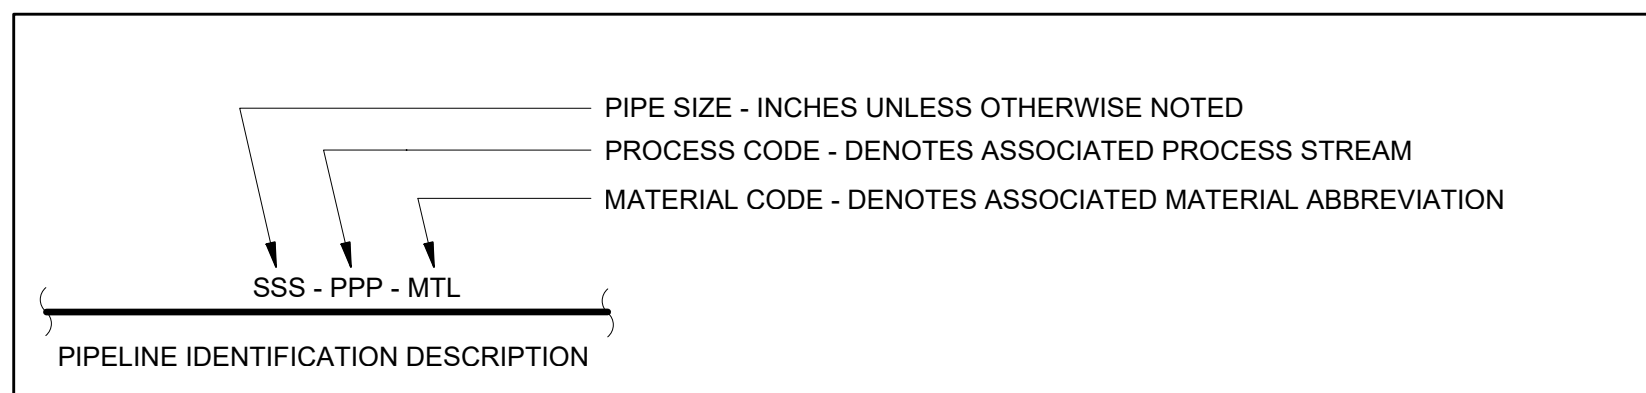 PIPE SIZE - INCHES UNLESS OTHERWISE NOTED
PROCESS CODE - DENOTES ASSOCIATED PROCESS STREAM
MATERIAL CODE - DENOTES ASSOCIATED MATERIAL ABBREVIATION
SSS - PPP - MTL
PIPELINE IDENTIFICATION DESCRIPTION